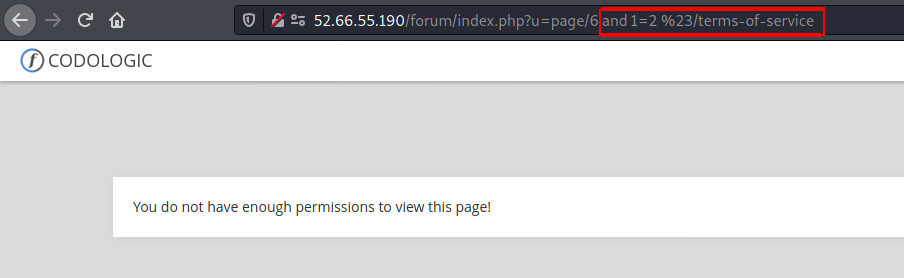 52.66.55.190/forum/index.php?u=page/6 and 1=2 %23/terms-of-service
f CODOLOGIC
You do not have enough permissions to view this page!